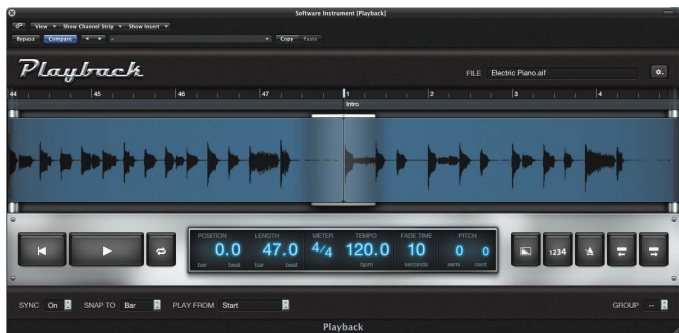 Software Instrument [Playback]
View Show Channel Strip Show Insert
Bypass Compare - Copy Paste
Playback
FILE Electric Piano.aif
44 45 46 47 1 2 3 4
Intro
POSITION LENGTH METER TEMPO FADE TIME PITCH
0.0 47.0 4/4 120.0 10 0 0
bar beat bar beat bpm seconds semi cent
1234
SYNC On SNAP TO Bar PLAY FROM Start GROUP --
Playback